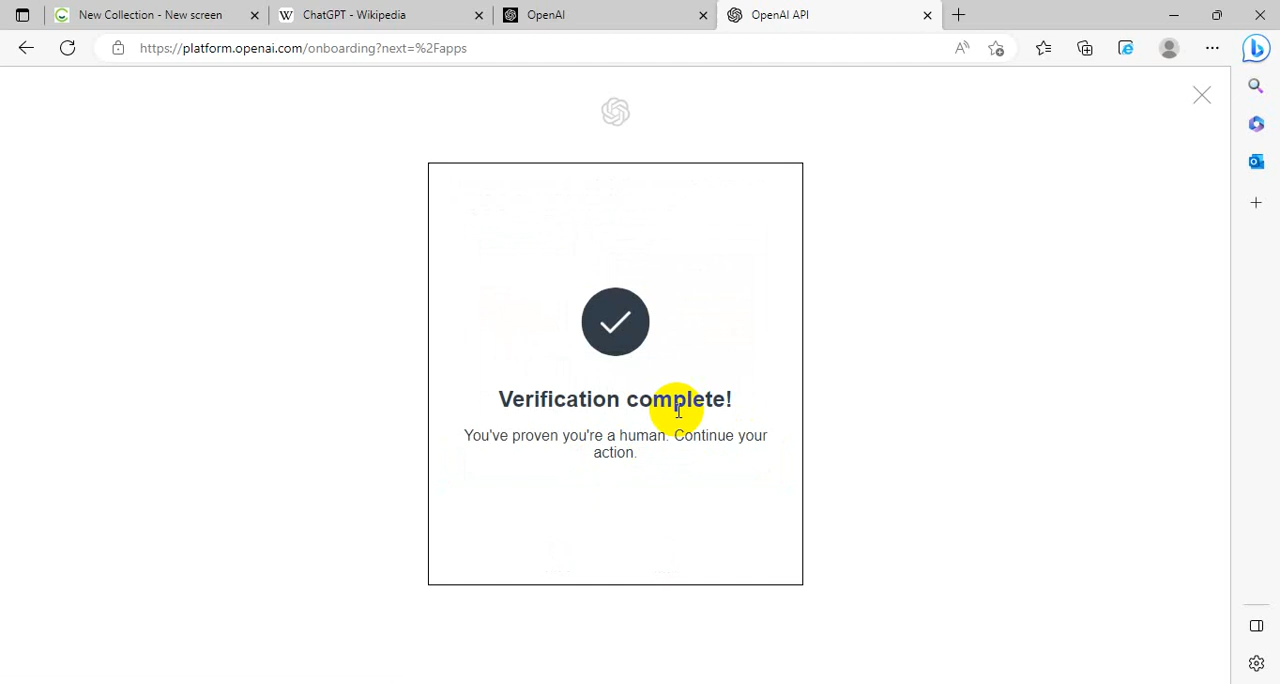 New Collection - New screen
ChatGPT - Wikipedia
OpenAI
OpenAI API
https://platform.openai.com/onboarding?next=%2Fapps
Verification complete!
You've proven you're a human. Continue your
action.